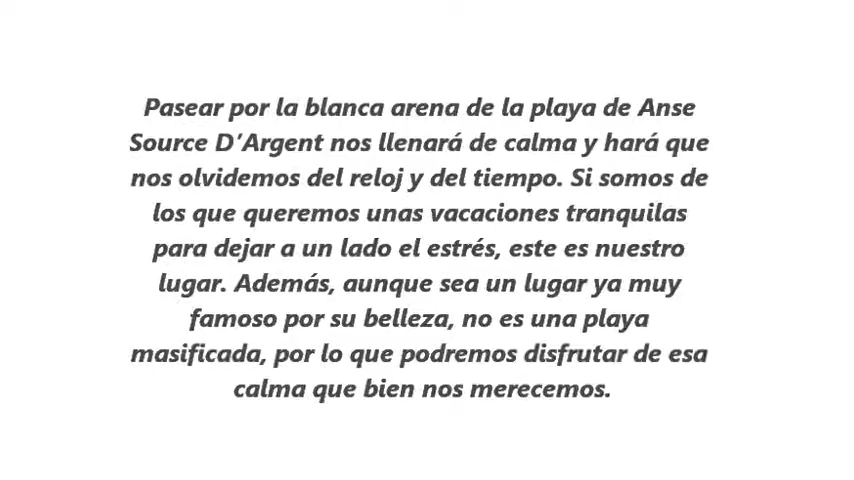 Pasear por la blanca arena de la playa de Anse
Source D’Argent nos llenará de calma y hará que
nos olvidemos del reloj y del tiempo. Si somos de
los que queremos unas vacaciones tranquilas
para dejar a un lado el estrés, este es nuestro
lugar. Además, aunque sea un lugar ya muy
famoso por su belleza, no es una playa
masificada, por lo que podremos disfrutar de esa
calma que bien nos merecemos.